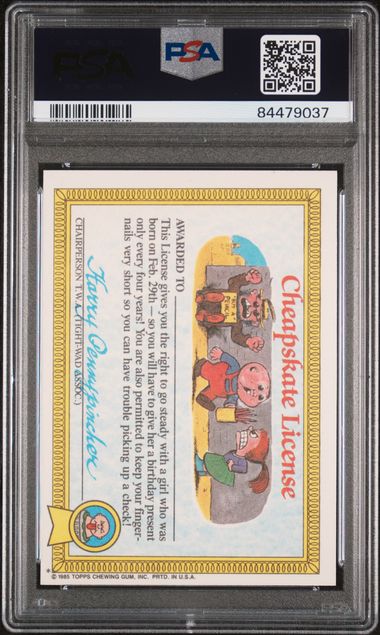 PSA
PSA
84479037
Cheapskate License
AWARDED TO
This License gives you the right to go steady with a girl who was
born on Feb. 29th — so you will have to give her a birthday present
only every four years! You are also permitted to keep your finger-
nails very short so you can have trouble picking up a check!
Harry Pennypincher
CHAIRPERSON T.W.A. (TIGHT-WAD ASSOC.)
* © 1985 TOPPS CHEWING GUM, INC. PRTD. IN U.S.A.